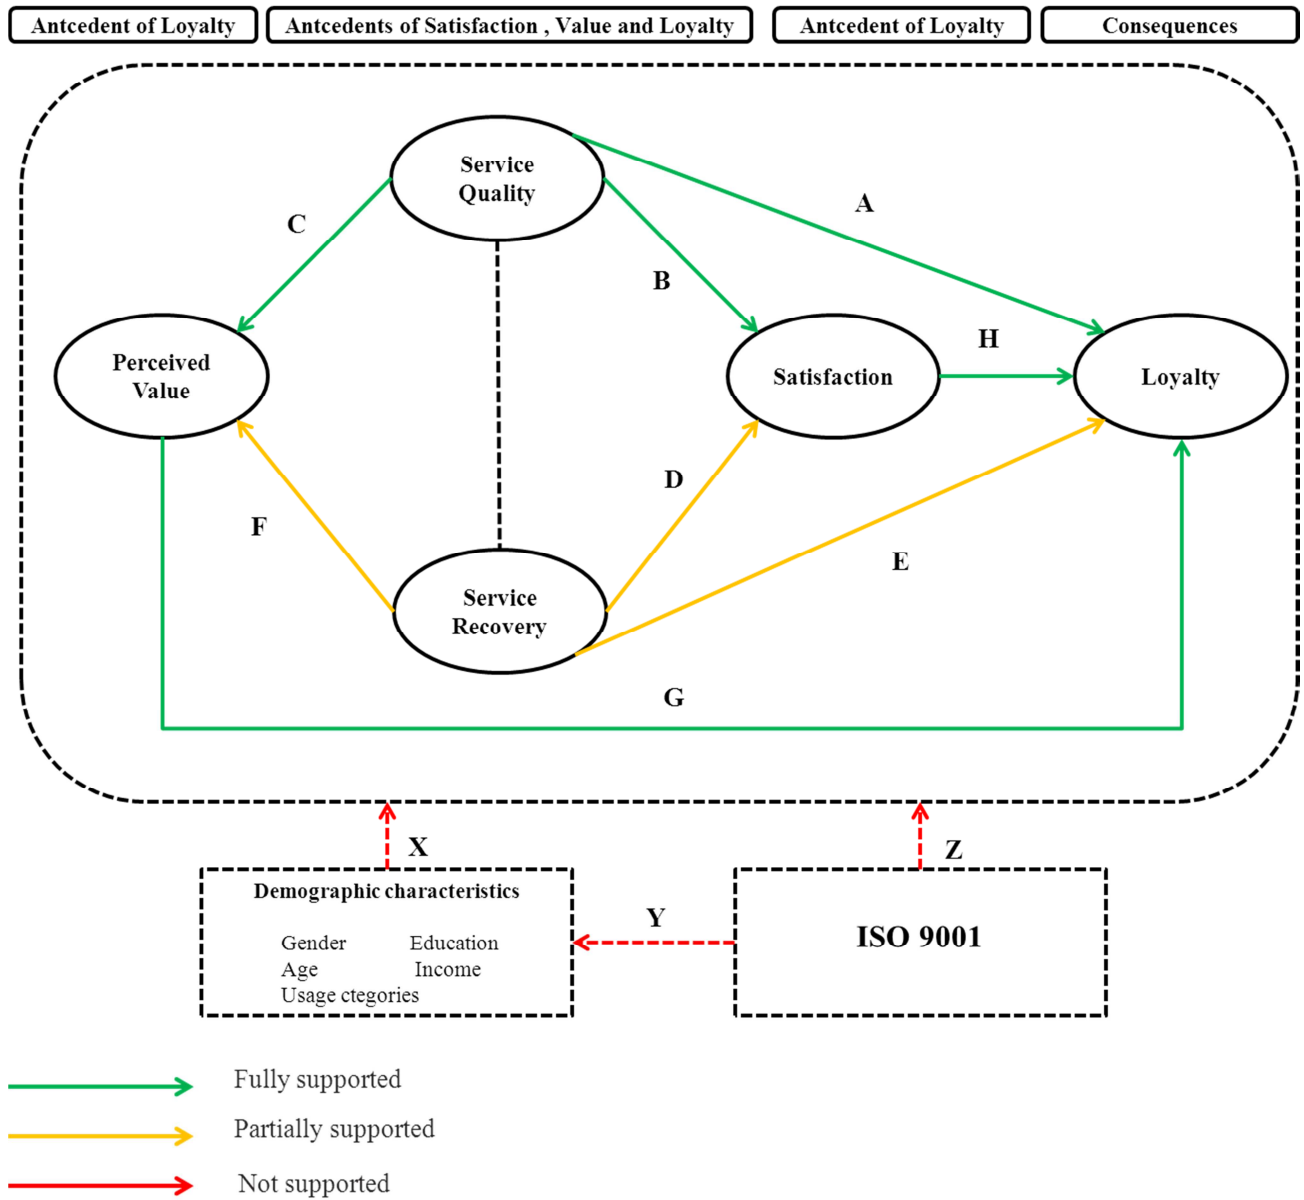 Antcedent of Loyalty
Antcedents of Satisfaction , Value and Loyalty
Antcedent of Loyalty
Consequences
Service
Quality
A
C
B
H
Perceived
Value
Satisfaction
Loyalty
D
F
E
Service
Recovery
G
X
Z
Demographic characteristics
Gender Education
Age Income
Usage ctegories
Y
ISO 9001
Fully supported
Partially supported
Not supported